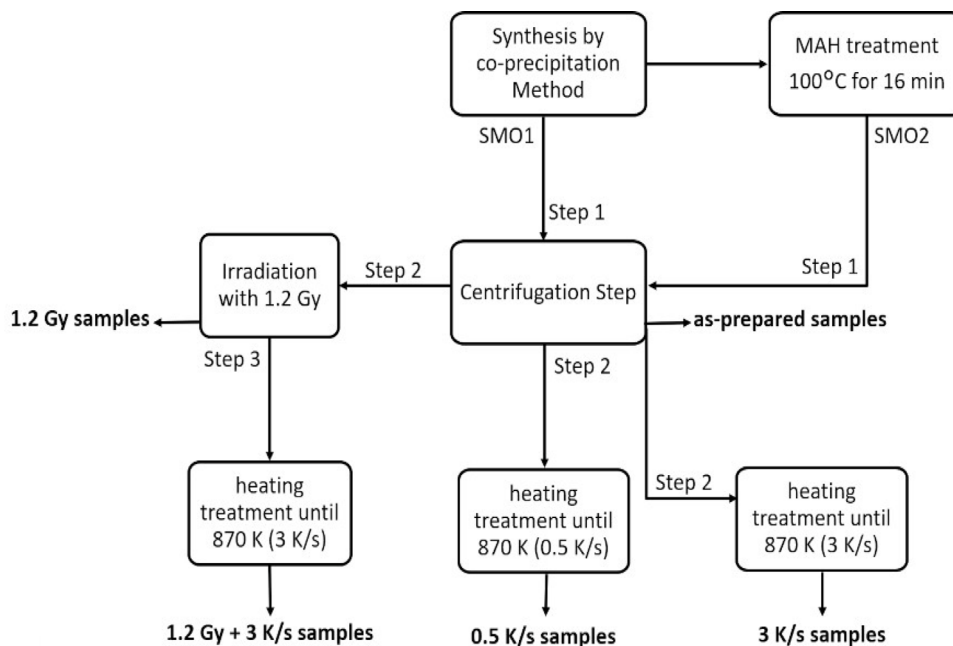 Synthesis by
co-precipitation
Method
MAH treatment
100°C for 16 min
SMO1
SMO2
Step 1
Step 1
Irradiation
with 1.2 Gy
Step 2
Centrifugation Step
1.2 Gy samples
as-prepared samples
Step 3
Step 2
Step 2
heating
treatment until
870 K (3 K/s)
heating
treatment until
870 K (0.5 K/s)
heating
treatment until
870 K (3 K/s)
1.2 Gy + 3 K/s samples
0.5 K/s samples
3 K/s samples